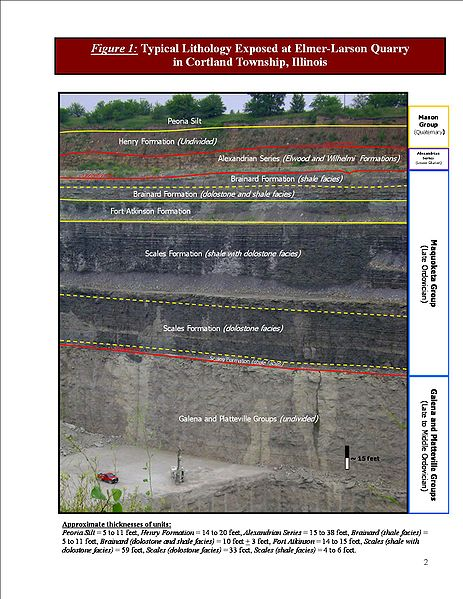 Figure 1: Typical Lithology Exposed at Elmer-Larson Quarry
in Cortland Township, Illinois
Peoria Silt
Henry Formation (Undivided)
Alexandrian Series (Elwood and Wilhelmi Formations)
Brainard Formation (shale facies)
Brainard Formation (dolostone and shale facies)
Fort Atkinson Formation
Scales Formation (shale with dolostone facies)
Scales Formation (dolostone facies)
Scales Formation (shale facies)
Galena and Platteville Groups (undivided)
~ 15 feet
Mason
Group
(Quaternary)
Alexandrian
Series
(Lower Silurian)
Maquoketa Group
(Late Ordovician)
Galena and Platteville Groups
(Late to Middle Ordovician)
Approximate thicknesses of units:
Peoria Silt = 5 to 11 feet, Henry Formation = 14 to 20 feet, Alexandrian Series = 15 to 38 feet, Brainard (shale facies) =
5 to 11 feet, Brainard (dolostone and shale facies) = 10 feet ± 3 feet, Fort Atkinson = 14 to 15 feet, Scales (shale with
dolostone facies) = 59 feet, Scales (dolostone facies) = 33 feet, Scales (shale facies) = 4 to 6 feet.
2